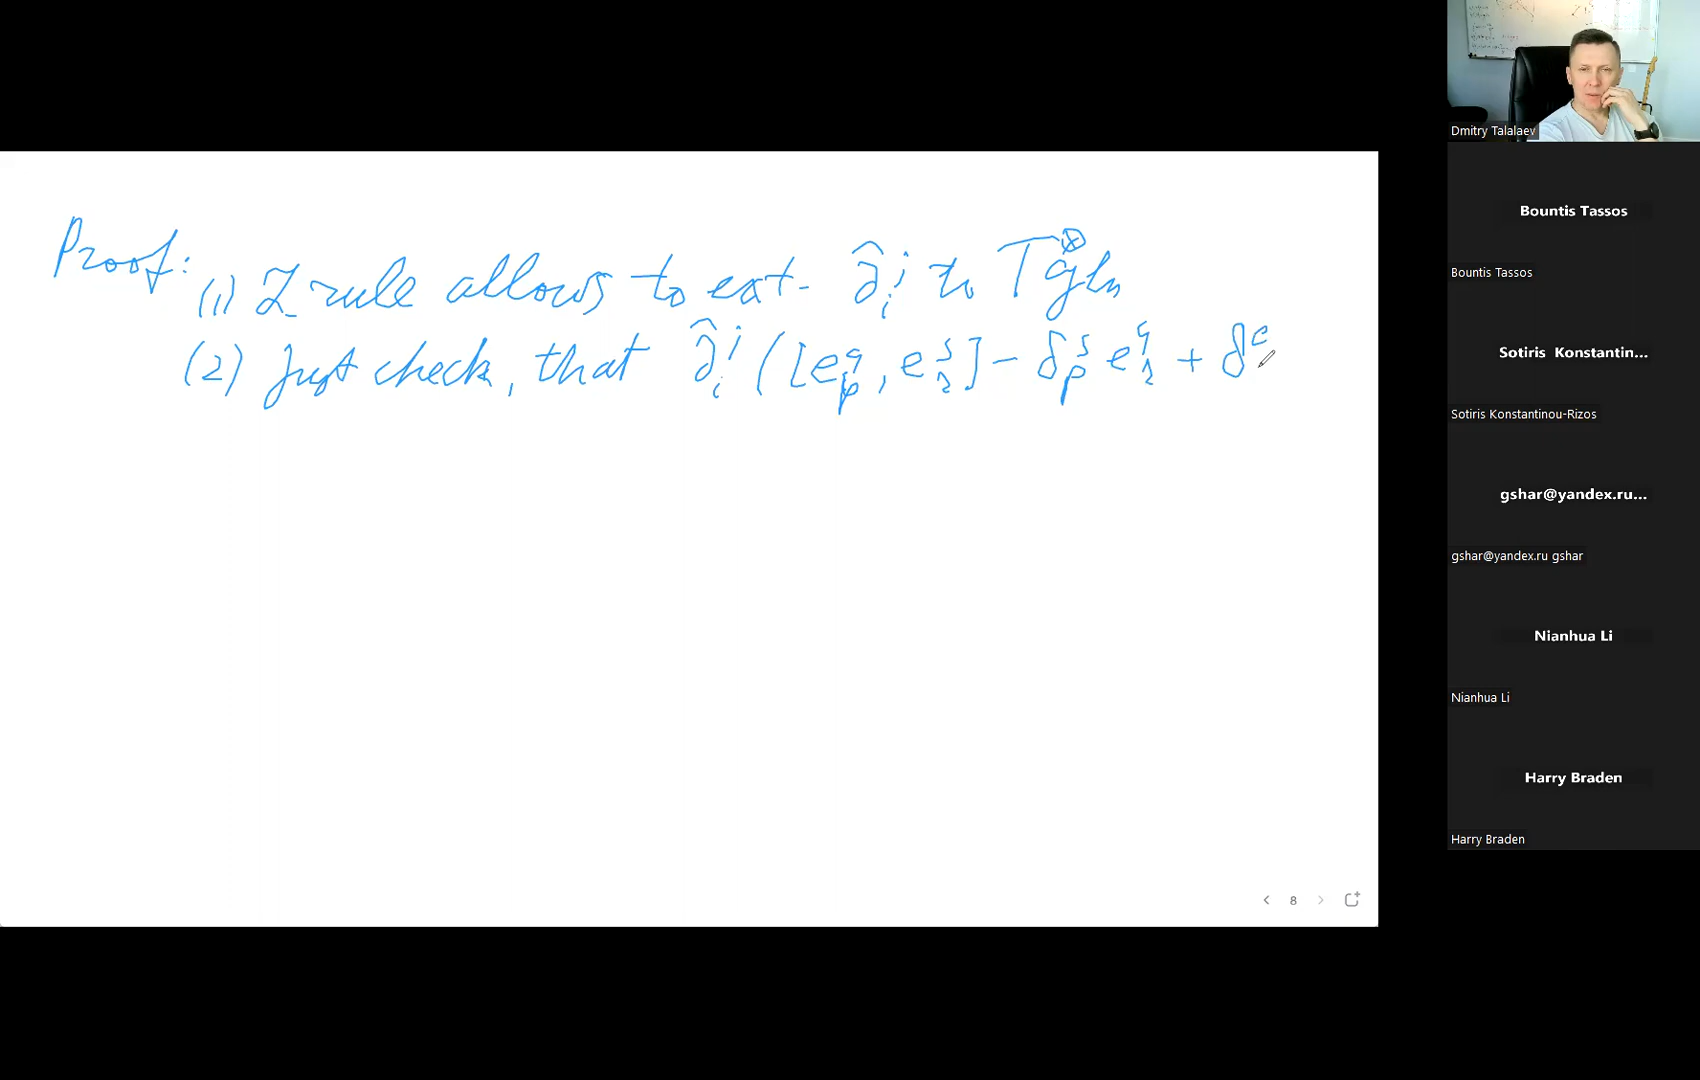 Proof:
(1) L rule allows to ext. ∂̂ᵢʲ to T^⊗ gl_n
(2) Just check, that ∂̂ᵢʲ ([e_p^q, e_r^s] - δ_p^s e_r^q + δ
8
Dmitry Talalaev
Bountis Tassos
Bountis Tassos
Sotiris Konstantin...
Sotiris Konstantinou-Rizos
gshar@yandex.ru...
gshar@yandex.ru gshar
Nianhua Li
Nianhua Li
Harry Braden
Harry Braden